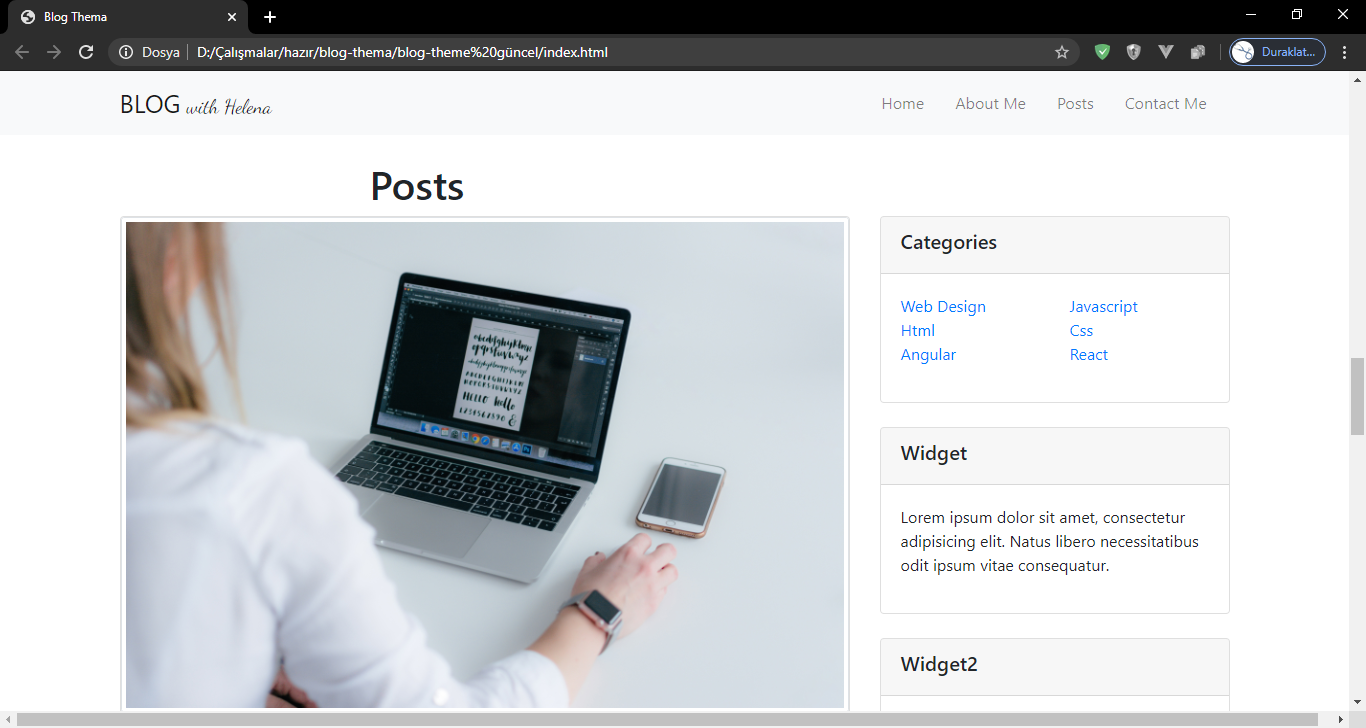 Blog Thema
Dosya
D:/Çalışmalar/hazır/blog-thema/blog-theme%20güncel/index.html
Duraklat...
BLOG with Helena
Home About Me Posts Contact Me
Posts
Categories
Web Design Javascript
Html Css
Angular React
HELLO hello
Widget
Lorem ipsum dolor sit amet, consectetur
adipisicing elit. Natus libero necessitatibus
odit ipsum vitae consequatur.
Widget2